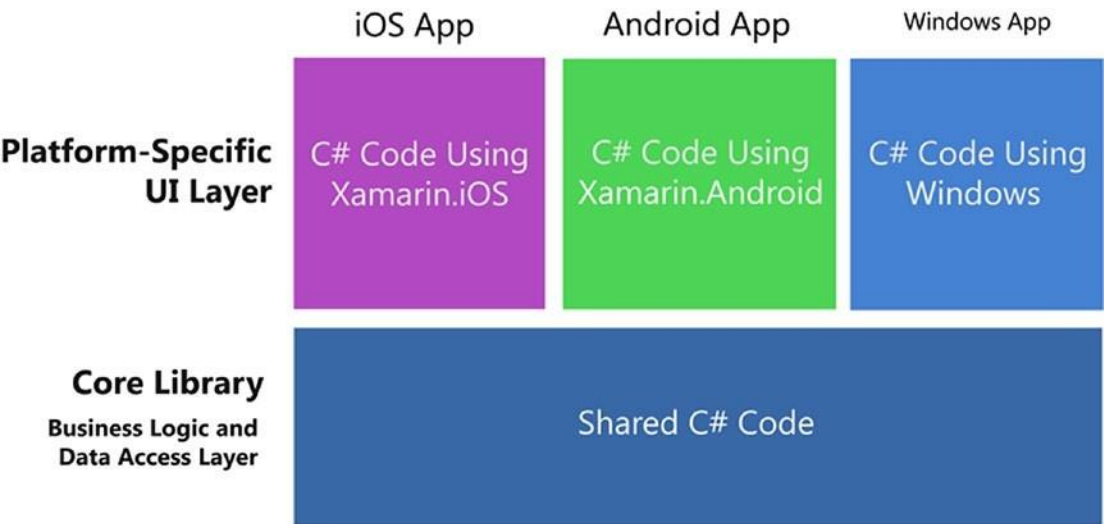 iOS App
Android App
Windows App
Platform-Specific
UI Layer
C# Code Using
Xamarin.iOS
C# Code Using
Xamarin.Android
C# Code Using
Windows
Core Library
Business Logic and
Data Access Layer
Shared C# Code